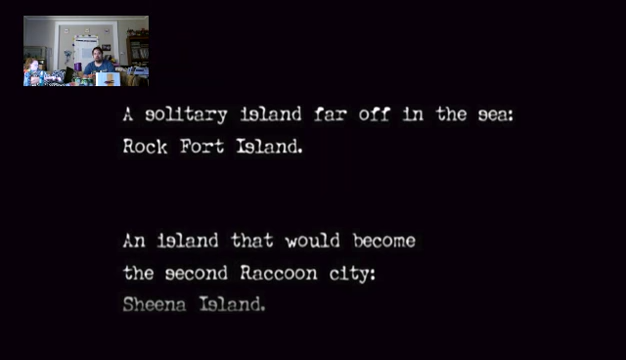 A solitary island far off in the sea:
Rock Fort Island.
An island that would become
the second Raccoon city:
Sheena Island.